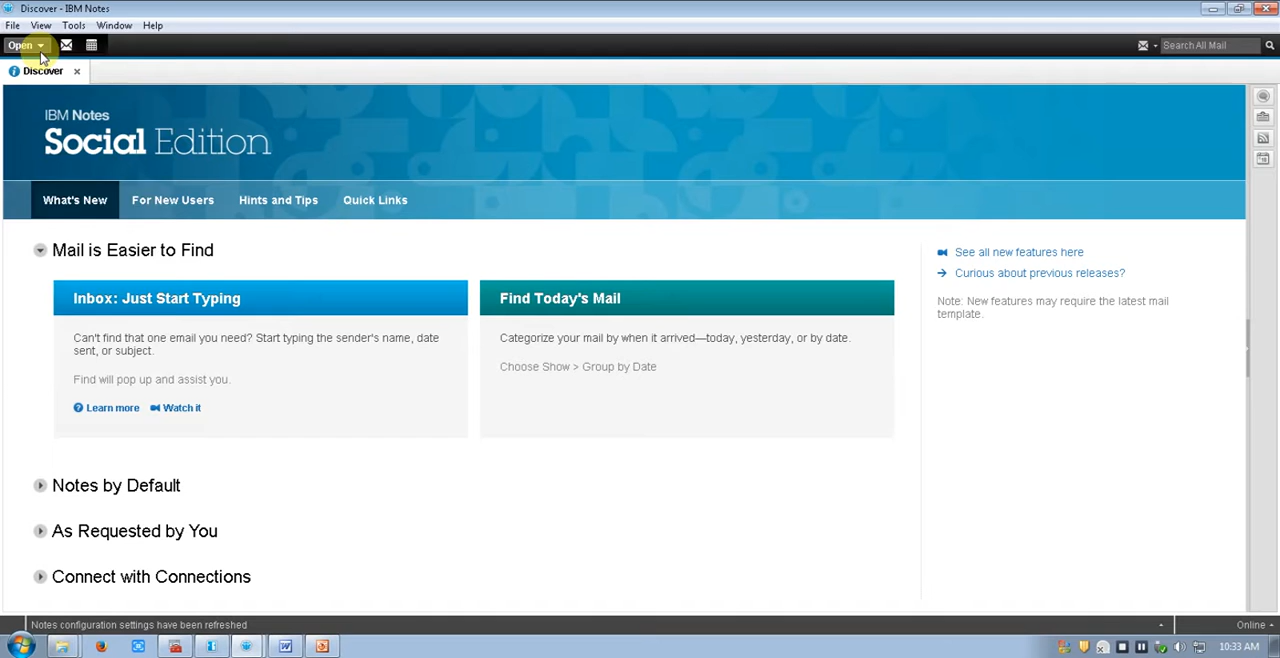 Discover - IBM Notes
File View Tools Window Help
Open
Search All Mail
Discover
IBM Notes
Social Edition
What's New For New Users Hints and Tips Quick Links
Mail is Easier to Find
Inbox: Just Start Typing
Can't find that one email you need? Start typing the sender's name, date
sent, or subject.
Find will pop up and assist you.
Learn more Watch it
Find Today's Mail
Categorize your mail by when it arrived—today, yesterday, or by date.
Choose Show > Group by Date
See all new features here
Curious about previous releases?
Note: New features may require the latest mail
template.
Notes by Default
As Requested by You
Connect with Connections
Notes configuration settings have been refreshed
Online
10:33 AM